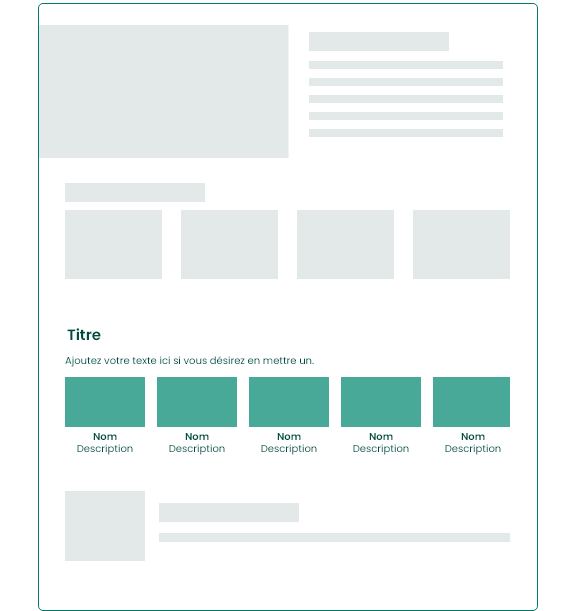 Titre
Ajoutez votre texte ici si vous désirez en mettre un.
Nom Nom Nom Nom Nom
Description Description Description Description Description